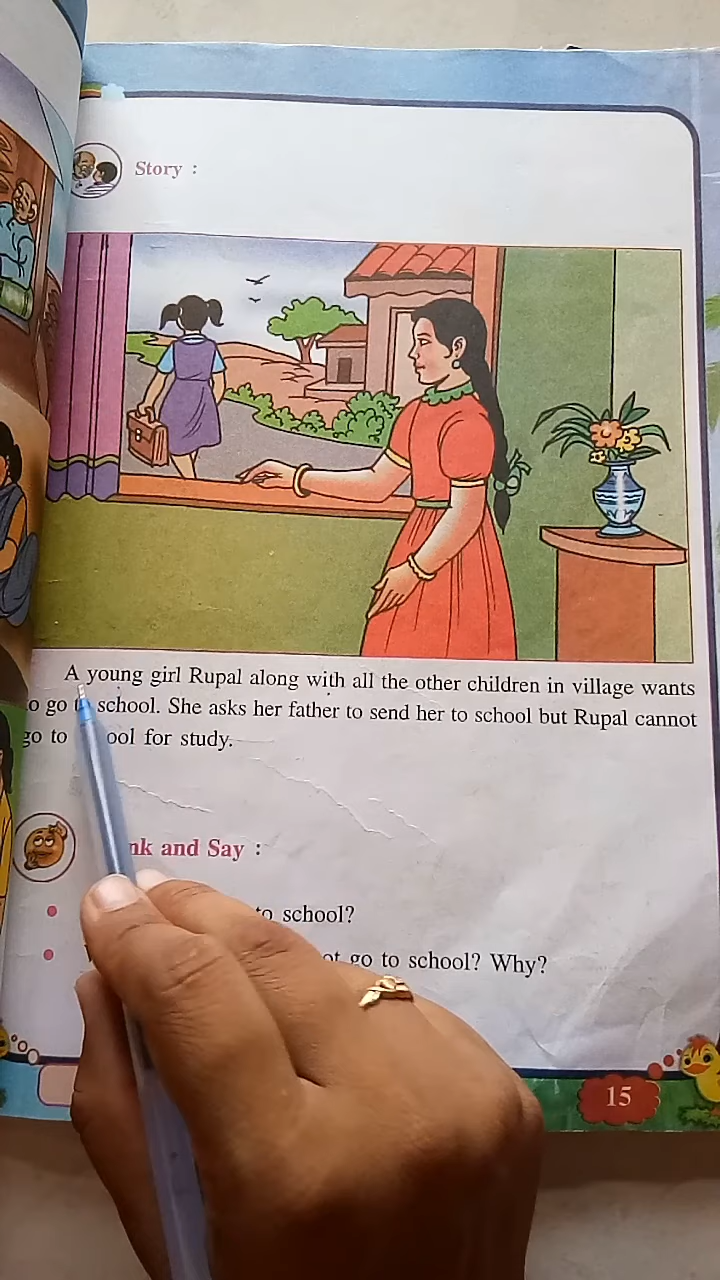 Story :
A young girl Rupal along with all the other children in village wants
o go to school. She asks her father to send her to school but Rupal cannot
go to ool for study.
nk and Say :
to school?
ot go to school? Why?
15